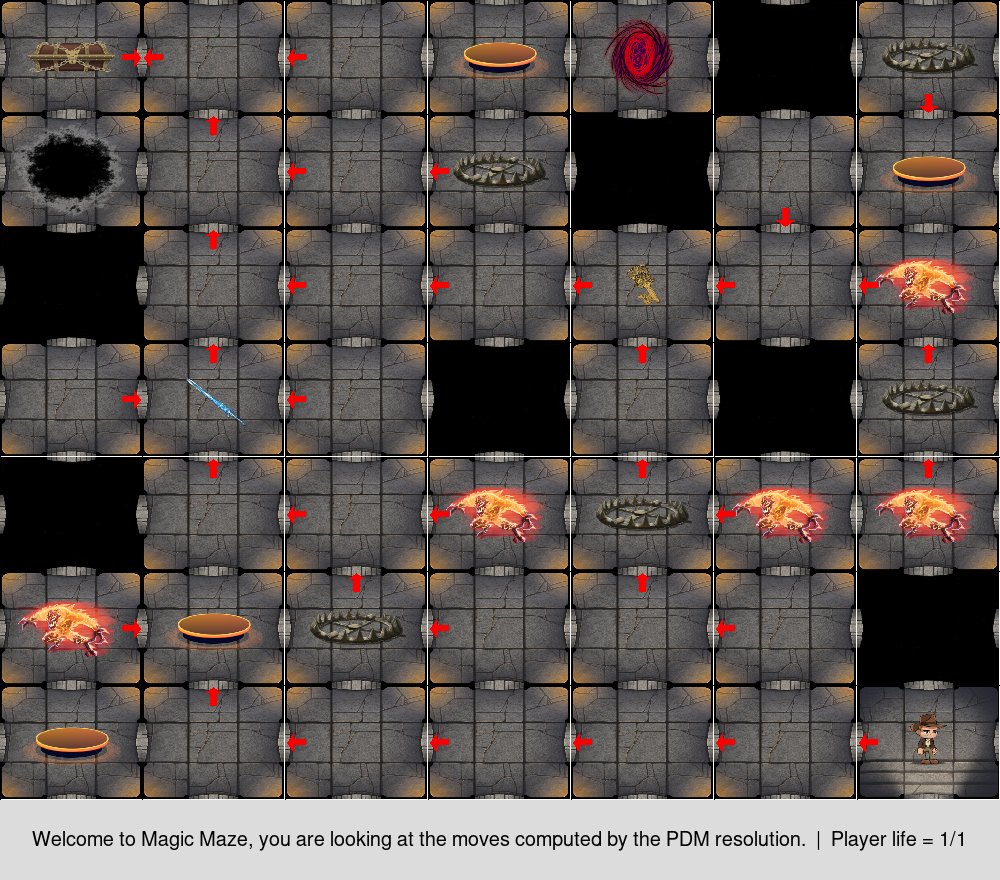 Welcome to Magic Maze, you are looking at the moves computed by the PDM resolution.  |  Player life = 1/1